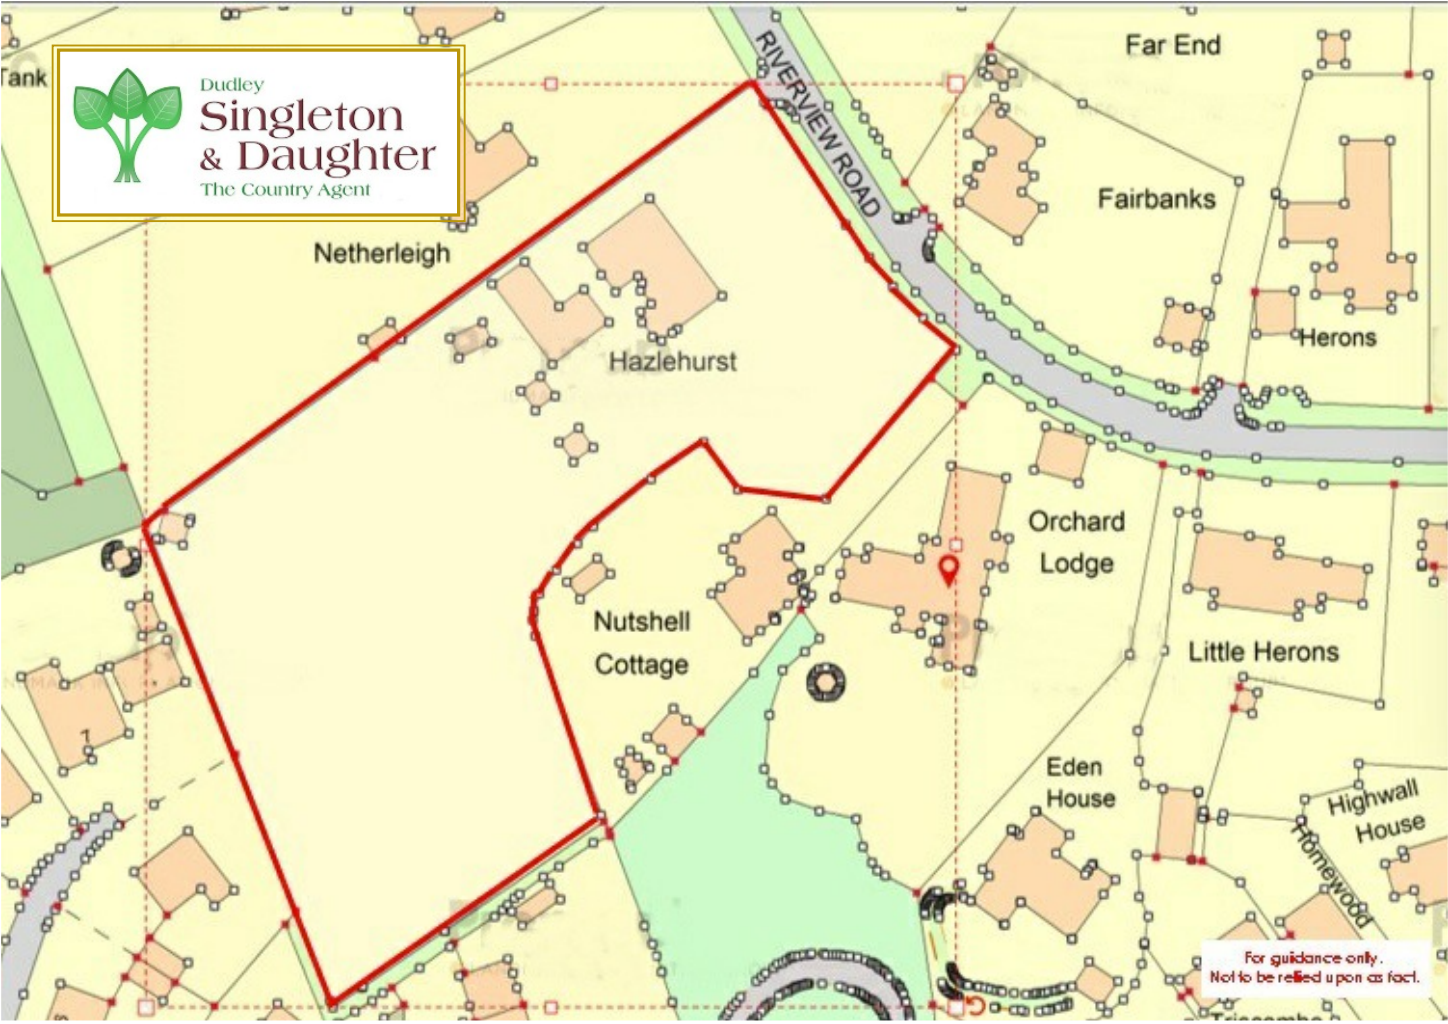 Tank
Dudley
Singleton
& Daughter
The Country Agent
RIVERVIEW ROAD
Far End
Fairbanks
Netherleigh
Herons
Hazlehurst
Orchard
Lodge
Nutshell
Cottage
Little Herons
7
Eden
House
Highwall
House
Homewood
For guidance only.
Not to be relied upon as fact.